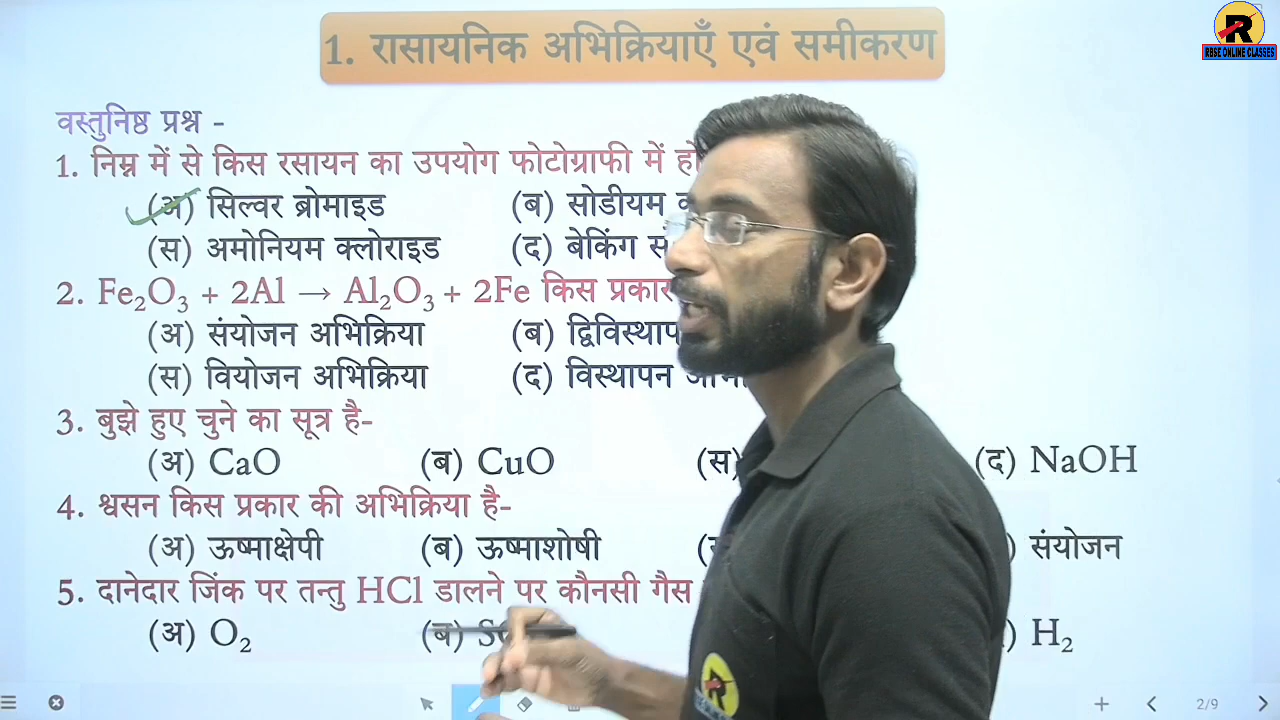 1. रासायनिक अभिक्रियाएँ एवं समीकरण
RBSE ONLINE CLASSES
वस्तुनिष्ठ प्रश्न -
1. निम्न में से किस रसायन का उपयोग फोटोग्राफी में
(अ) सिल्वर ब्रोमाइड (ब) सोडीयम
(स) अमोनियम क्लोराइड (द) बेकिंग
2. Fe₂O₃ + 2Al → Al₂O₃ + 2Fe किस प्रकार
(अ) संयोजन अभिक्रिया (ब)
(स) वियोजन अभिक्रिया (द) विस्थापन
3. बुझे हुए चुने का सूत्र है-
(अ) CaO (ब) CuO (स) (द) NaOH
4. श्वसन किस प्रकार की अभिक्रिया है-
(अ) ऊष्माक्षेपी (ब) ऊष्माशोषी संयोजन
5. दानेदार जिंक पर तन्तु HCl डालने पर कौनसी गैस
(अ) O₂ (ब) H₂
2/9